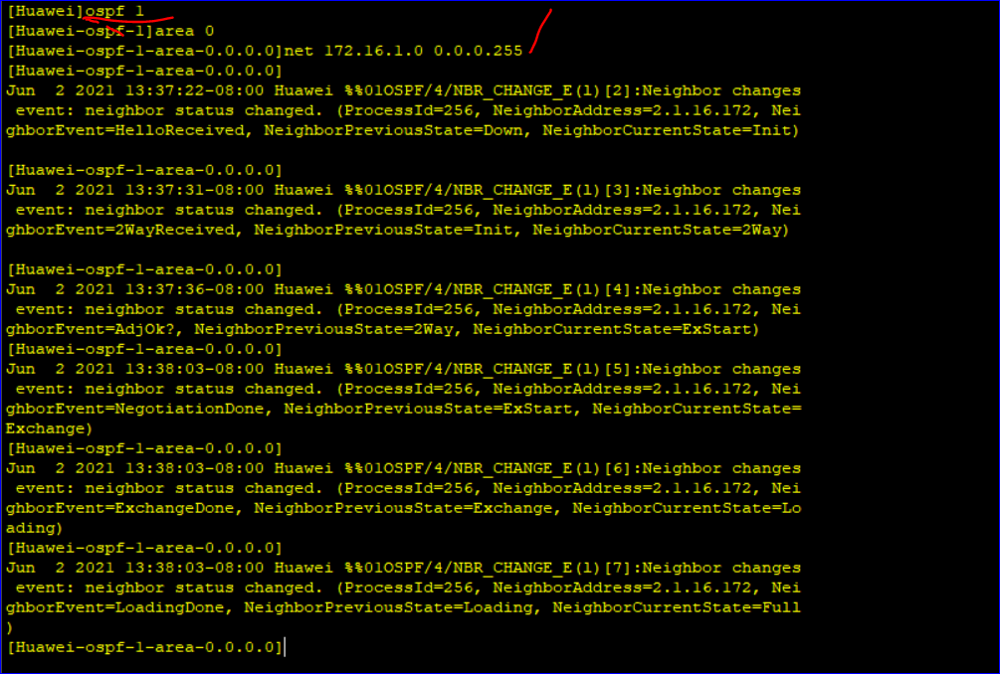 [Huawei]ospf 1
[Huawei-ospf-1]area 0
[Huawei-ospf-1-area-0.0.0.0]net 172.16.1.0 0.0.0.255
[Huawei-ospf-1-area-0.0.0.0]
Jun  2 2021 13:37:22-08:00 Huawei %%01OSPF/4/NBR_CHANGE_E(l)[2]:Neighbor changes
 event: neighbor status changed. (ProcessId=256, NeighborAddress=2.1.16.172, Nei
ghborEvent=HelloReceived, NeighborPreviousState=Down, NeighborCurrentState=Init)
[Huawei-ospf-1-area-0.0.0.0]
Jun  2 2021 13:37:31-08:00 Huawei %%01OSPF/4/NBR_CHANGE_E(l)[3]:Neighbor changes
 event: neighbor status changed. (ProcessId=256, NeighborAddress=2.1.16.172, Nei
ghborEvent=2WayReceived, NeighborPreviousState=Init, NeighborCurrentState=2Way)
[Huawei-ospf-1-area-0.0.0.0]
Jun  2 2021 13:37:36-08:00 Huawei %%01OSPF/4/NBR_CHANGE_E(l)[4]:Neighbor changes
 event: neighbor status changed. (ProcessId=256, NeighborAddress=2.1.16.172, Nei
ghborEvent=AdjOk?, NeighborPreviousState=2Way, NeighborCurrentState=ExStart)
[Huawei-ospf-1-area-0.0.0.0]
Jun  2 2021 13:38:03-08:00 Huawei %%01OSPF/4/NBR_CHANGE_E(l)[5]:Neighbor changes
 event: neighbor status changed. (ProcessId=256, NeighborAddress=2.1.16.172, Nei
ghborEvent=NegotiationDone, NeighborPreviousState=ExStart, NeighborCurrentState=
Exchange)
[Huawei-ospf-1-area-0.0.0.0]
Jun  2 2021 13:38:03-08:00 Huawei %%01OSPF/4/NBR_CHANGE_E(l)[6]:Neighbor changes
 event: neighbor status changed. (ProcessId=256, NeighborAddress=2.1.16.172, Nei
ghborEvent=ExchangeDone, NeighborPreviousState=Exchange, NeighborCurrentState=Lo
ading)
[Huawei-ospf-1-area-0.0.0.0]
Jun  2 2021 13:38:03-08:00 Huawei %%01OSPF/4/NBR_CHANGE_E(l)[7]:Neighbor changes
 event: neighbor status changed. (ProcessId=256, NeighborAddress=2.1.16.172, Nei
ghborEvent=LoadingDone, NeighborPreviousState=Loading, NeighborCurrentState=Full
)
[Huawei-ospf-1-area-0.0.0.0]